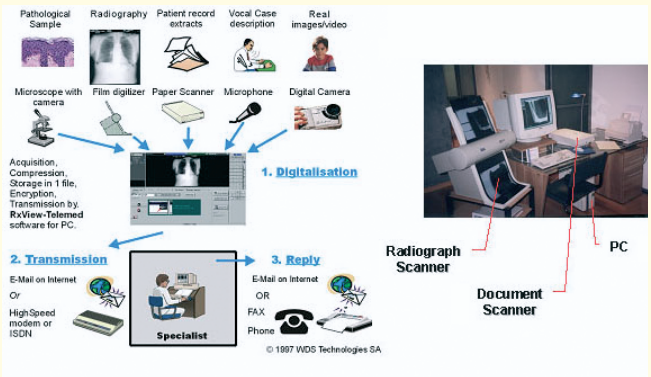 Pathological
Sample
Radiography
Patient record
extracts
Vocal Case
description
Real
images/video
Microscope with
camera
Film digitizer
Paper Scanner
Microphone
Digital Camera
Acquisition,
Compression,
Storage in 1 file,
Encryption,
Transmission by.
RxView-Telemed
software for PC.
1. Digitalisation
2. Transmission
E-Mail on Internet
Or
HighSpeed
modem or
ISDN
Specialist
3. Reply
E-Mail on Internet
OR
FAX
Phone
© 1997 WDS Technologies SA
Radiograph
Scanner
Document
Scanner
PC